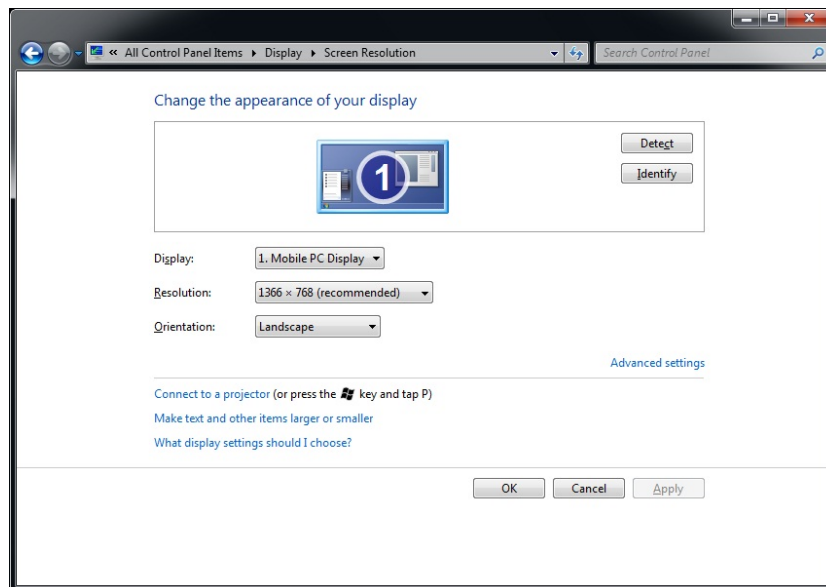 « All Control Panel Items ▸ Display ▸ Screen Resolution
Search Control Panel
Change the appearance of your display
1
Detect
Identify
Display: 1. Mobile PC Display
Resolution: 1366 × 768 (recommended)
Orientation: Landscape
Advanced settings
Connect to a projector (or press the key and tap P)
Make text and other items larger or smaller
What display settings should I choose?
OK Cancel Apply